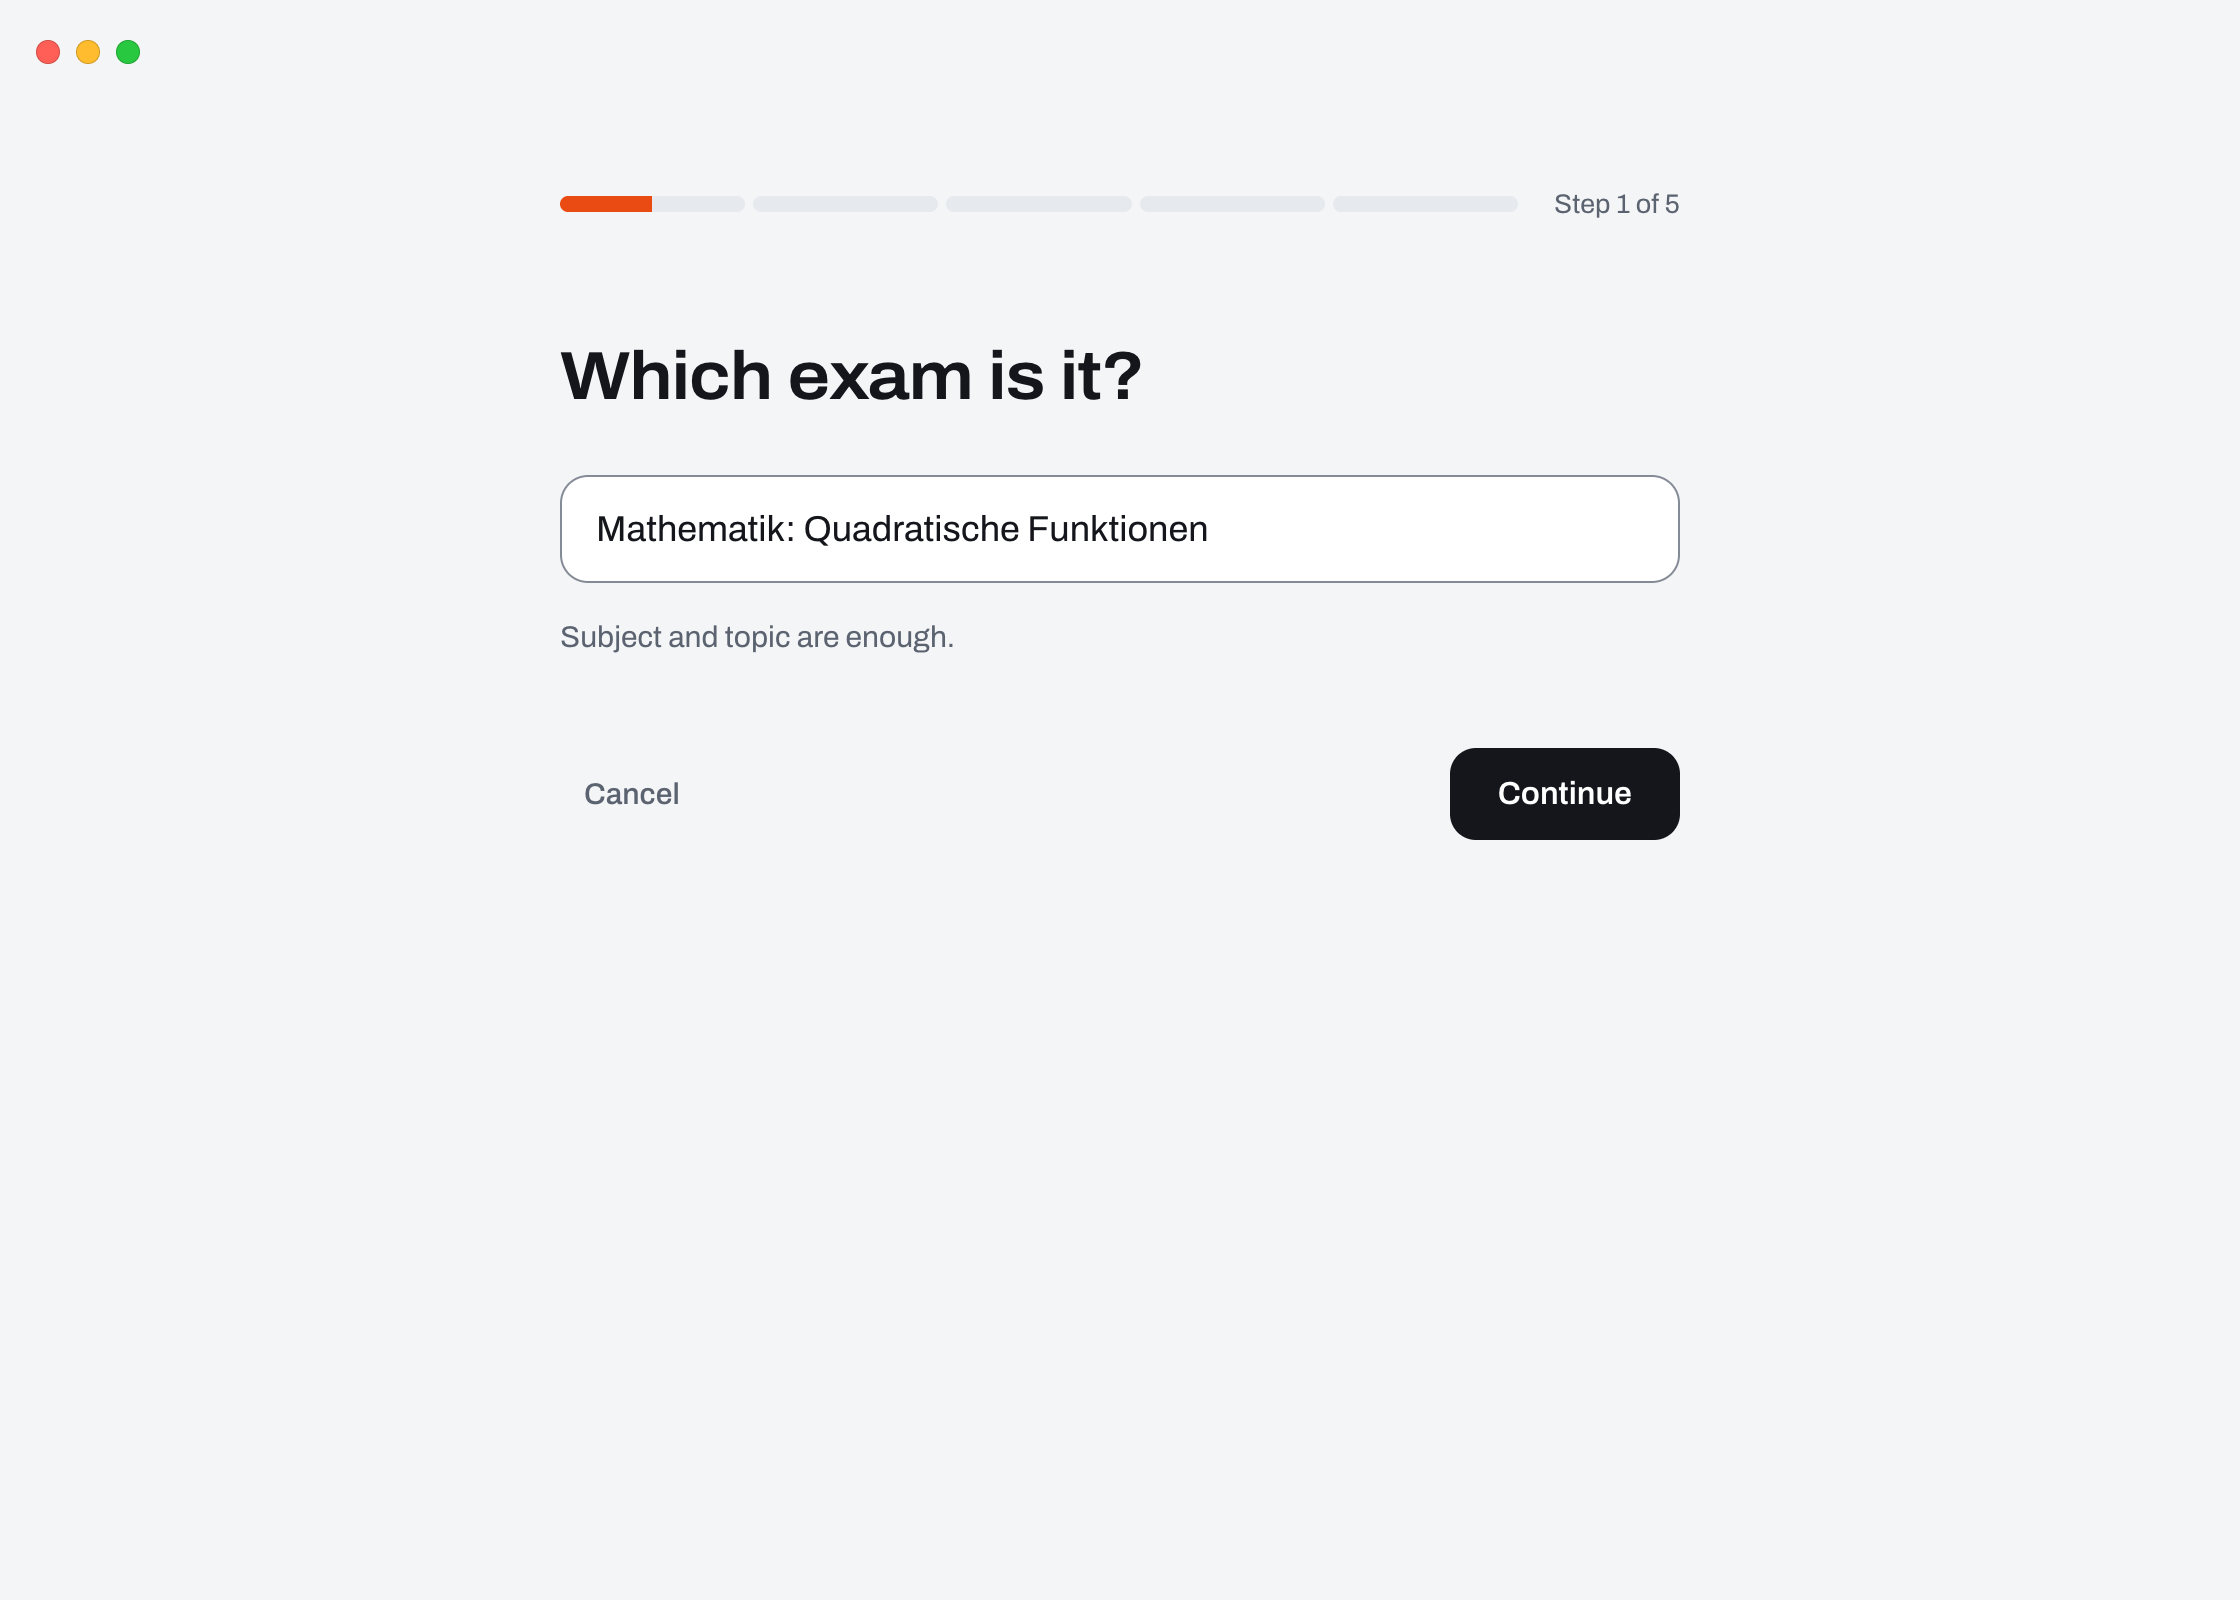 Step 1 of 5
Which exam is it?
Mathematik: Quadratische Funktionen
Subject and topic are enough.
Cancel
Continue